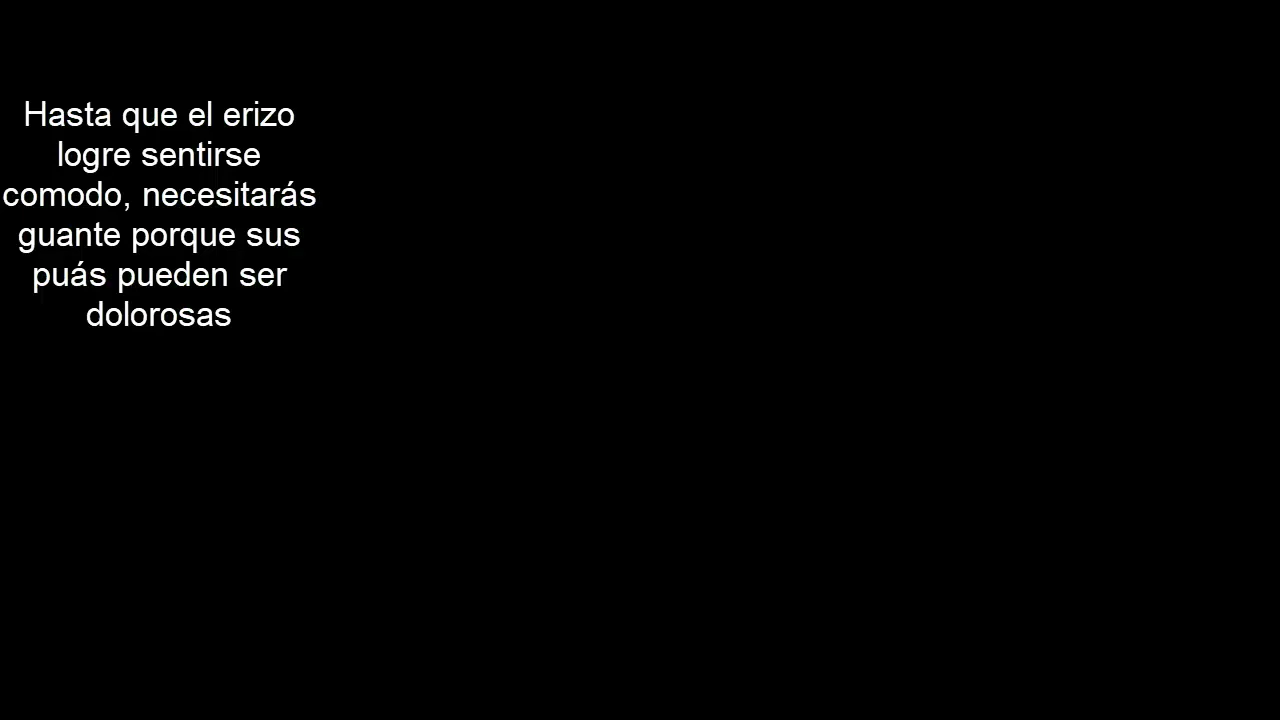 Hasta que el erizo
logre sentirse
comodo, necesitarás
guante porque sus
puás pueden ser
dolorosas